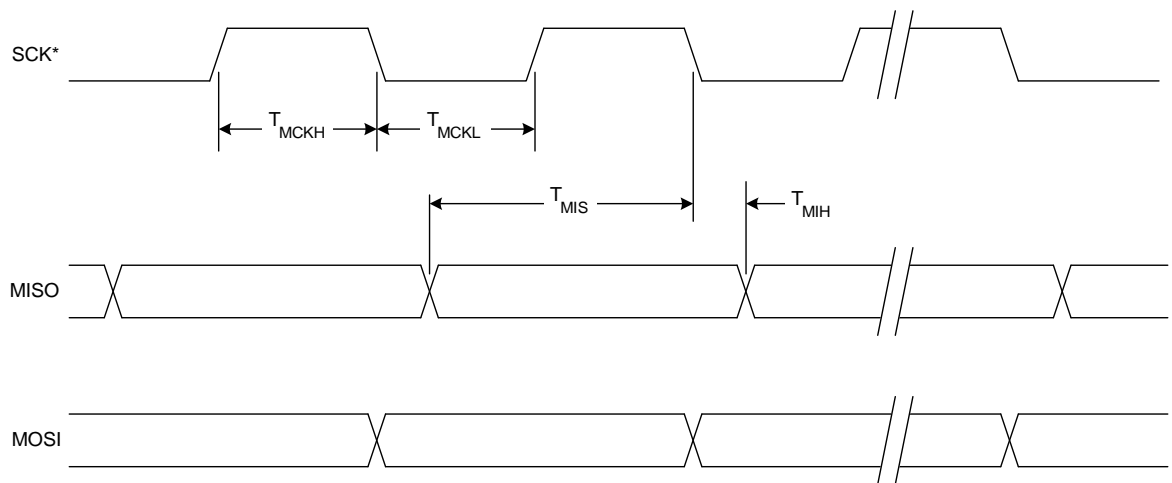 SCK*
T MCKH
T MCKL
T MIS
T MIH
MISO
MOSI